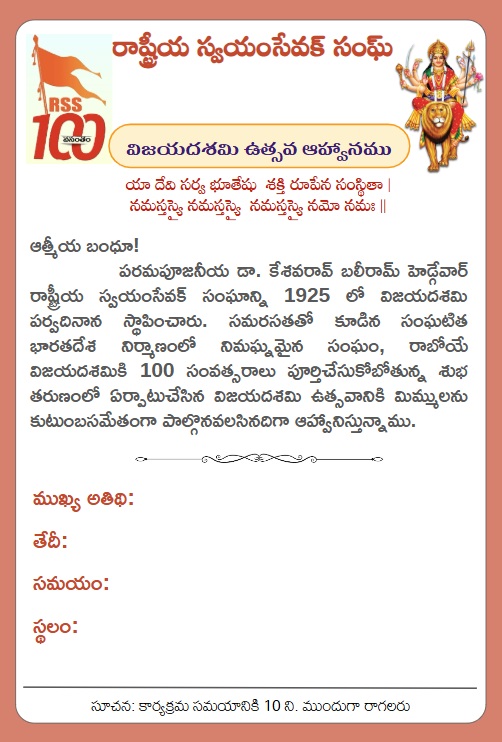 రాష్ట్రీయ స్వయంసేవక్ సంఘ్
RSS
100
వసంతం
విజయదశమి ఉత్సవ ఆహ్వానము
యా దేవి సర్వ భూతేషు శక్తి రూపేన సంస్థితా |
నమస్తస్యై నమస్తస్యై నమస్తస్యై నమో నమః ||
ఆత్మీయ బంధూ!
పరమపూజనీయ డా. కేశవరావ్ బలీరామ్ హెడ్గేవార్
రాష్ట్రీయ స్వయంసేవక్ సంఘాన్ని 1925 లో విజయదశమి
పర్వదినాన స్థాపించారు. సమరసతతో కూడిన సంఘటిత
భారతదేశ నిర్మాణంలో నిమఘ్నమైన సంఘం, రాబోయే
విజయదశమికి 100 సంవత్సరాలు పూర్తిచేసుకోబోతున్న శుభ
తరుణంలో ఏర్పాటుచేసిన విజయదశమి ఉత్సవానికి మిమ్ములను
కుటుంబసమేతంగా పాల్గొనవలసినదిగా ఆహ్వానిస్తున్నాము.
ముఖ్య అతిథి:
తేదీ:
సమయం:
స్థలం:
సూచన: కార్యక్రమ సమయానికి 10 ని. ముందుగా రాగలరు